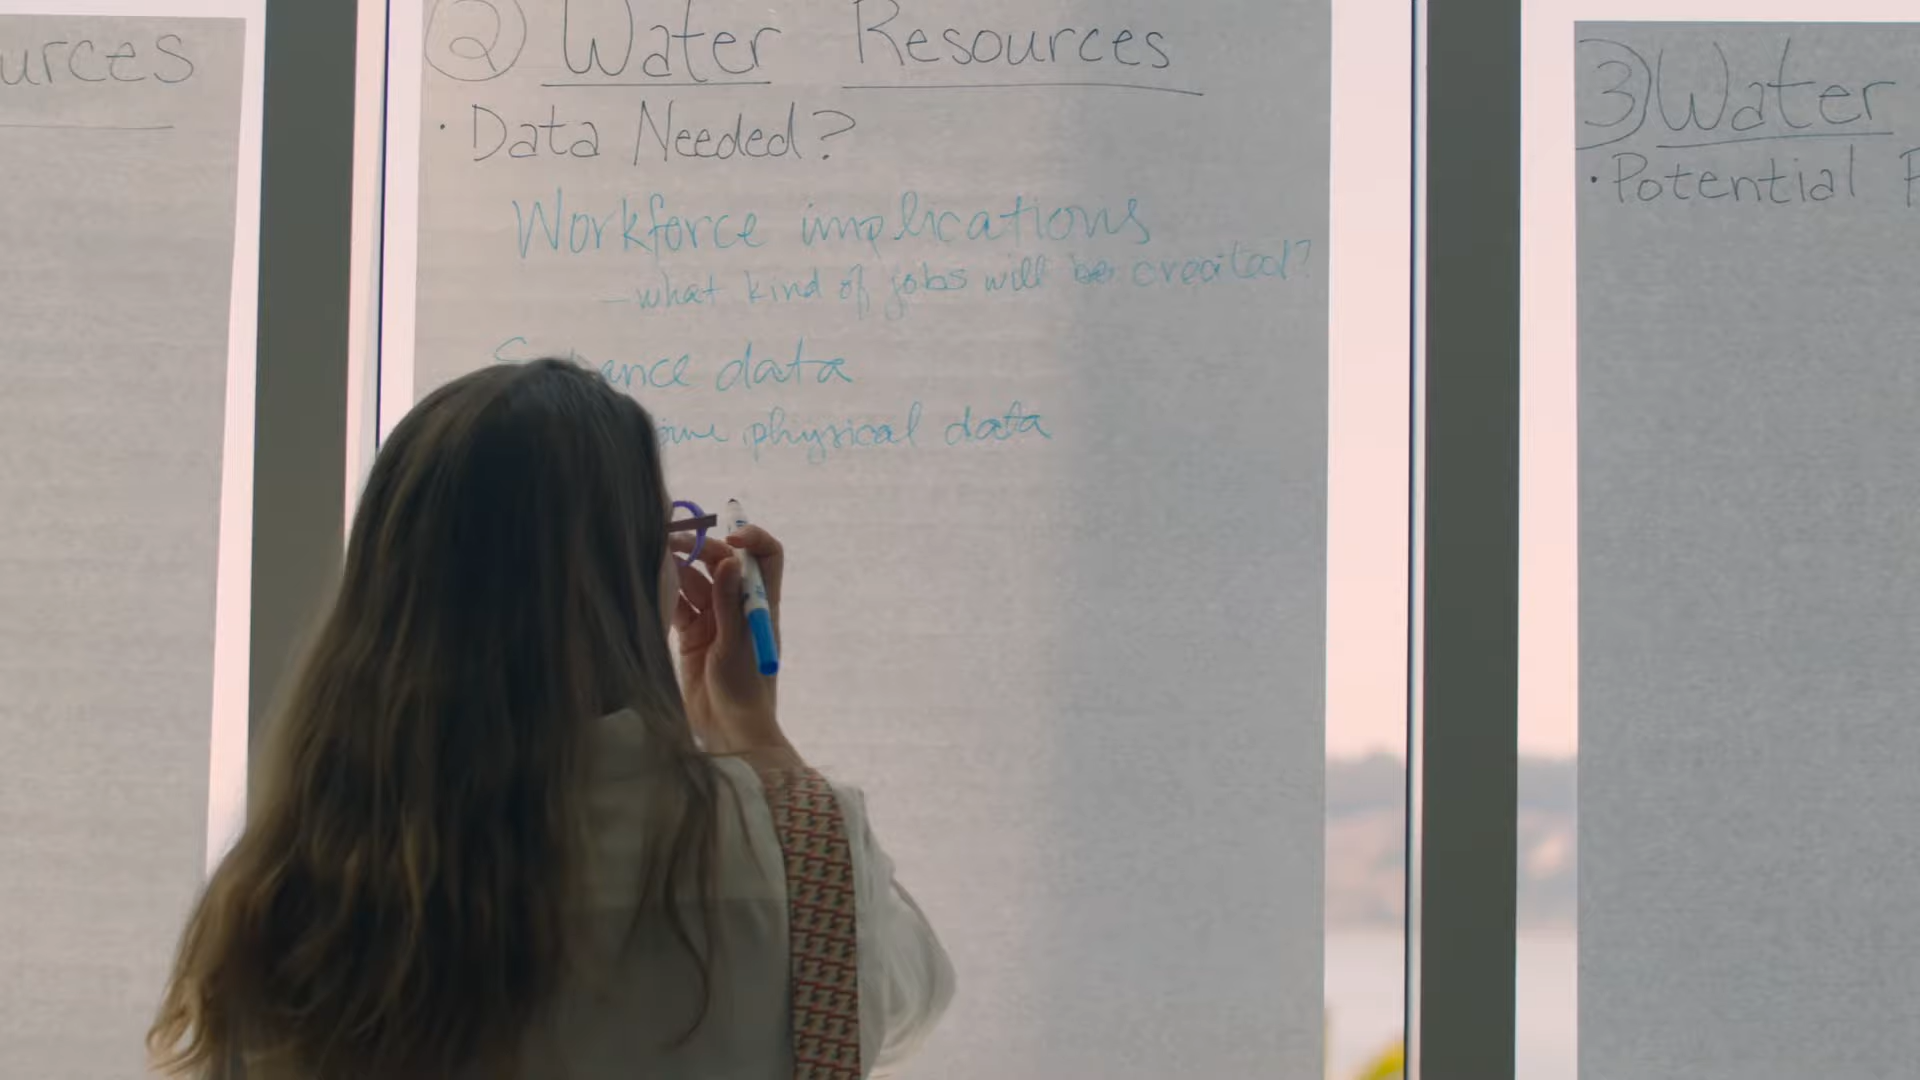 urces
② Water Resources
· Data Needed?
Workforce implications
– what kind of jobs will be created?
data
physical data
③ Water
· Potential